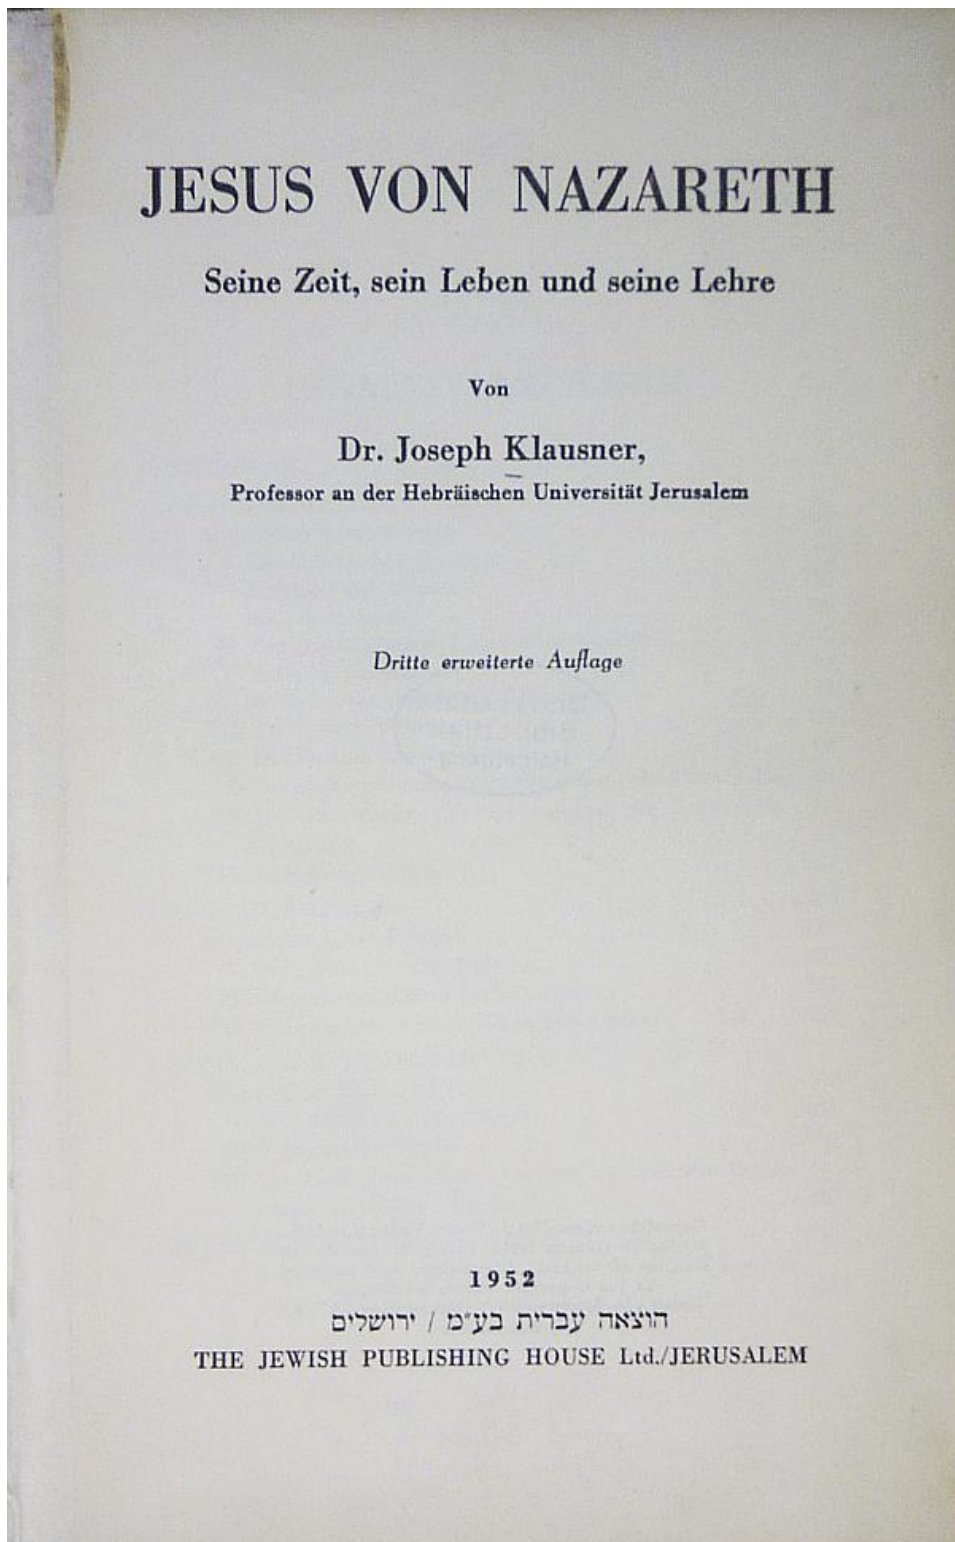 JESUS VON NAZARETH
Seine Zeit, sein Leben und seine Lehre
Von
Dr. Joseph Klausner,
Professor an der Hebräischen Universität Jerusalem
Dritte erweiterte Auflage
1952
הוצאה עברית בע״מ / ירושלים
THE JEWISH PUBLISHING HOUSE Ltd./JERUSALEM